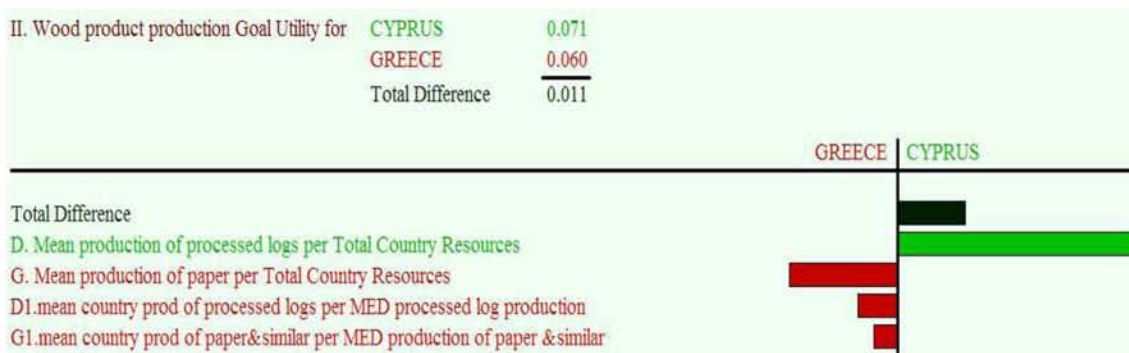 II. Wood product production Goal Utility for CYPRUS 0.071
GREECE 0.060
Total Difference 0.011
GREECE CYPRUS
Total Difference
D. Mean production of processed logs per Total Country Resources
G. Mean production of paper per Total Country Resources
D1.mean country prod of processed logs per MED processed log production
G1.mean country prod of paper&similar per MED production of paper &similar